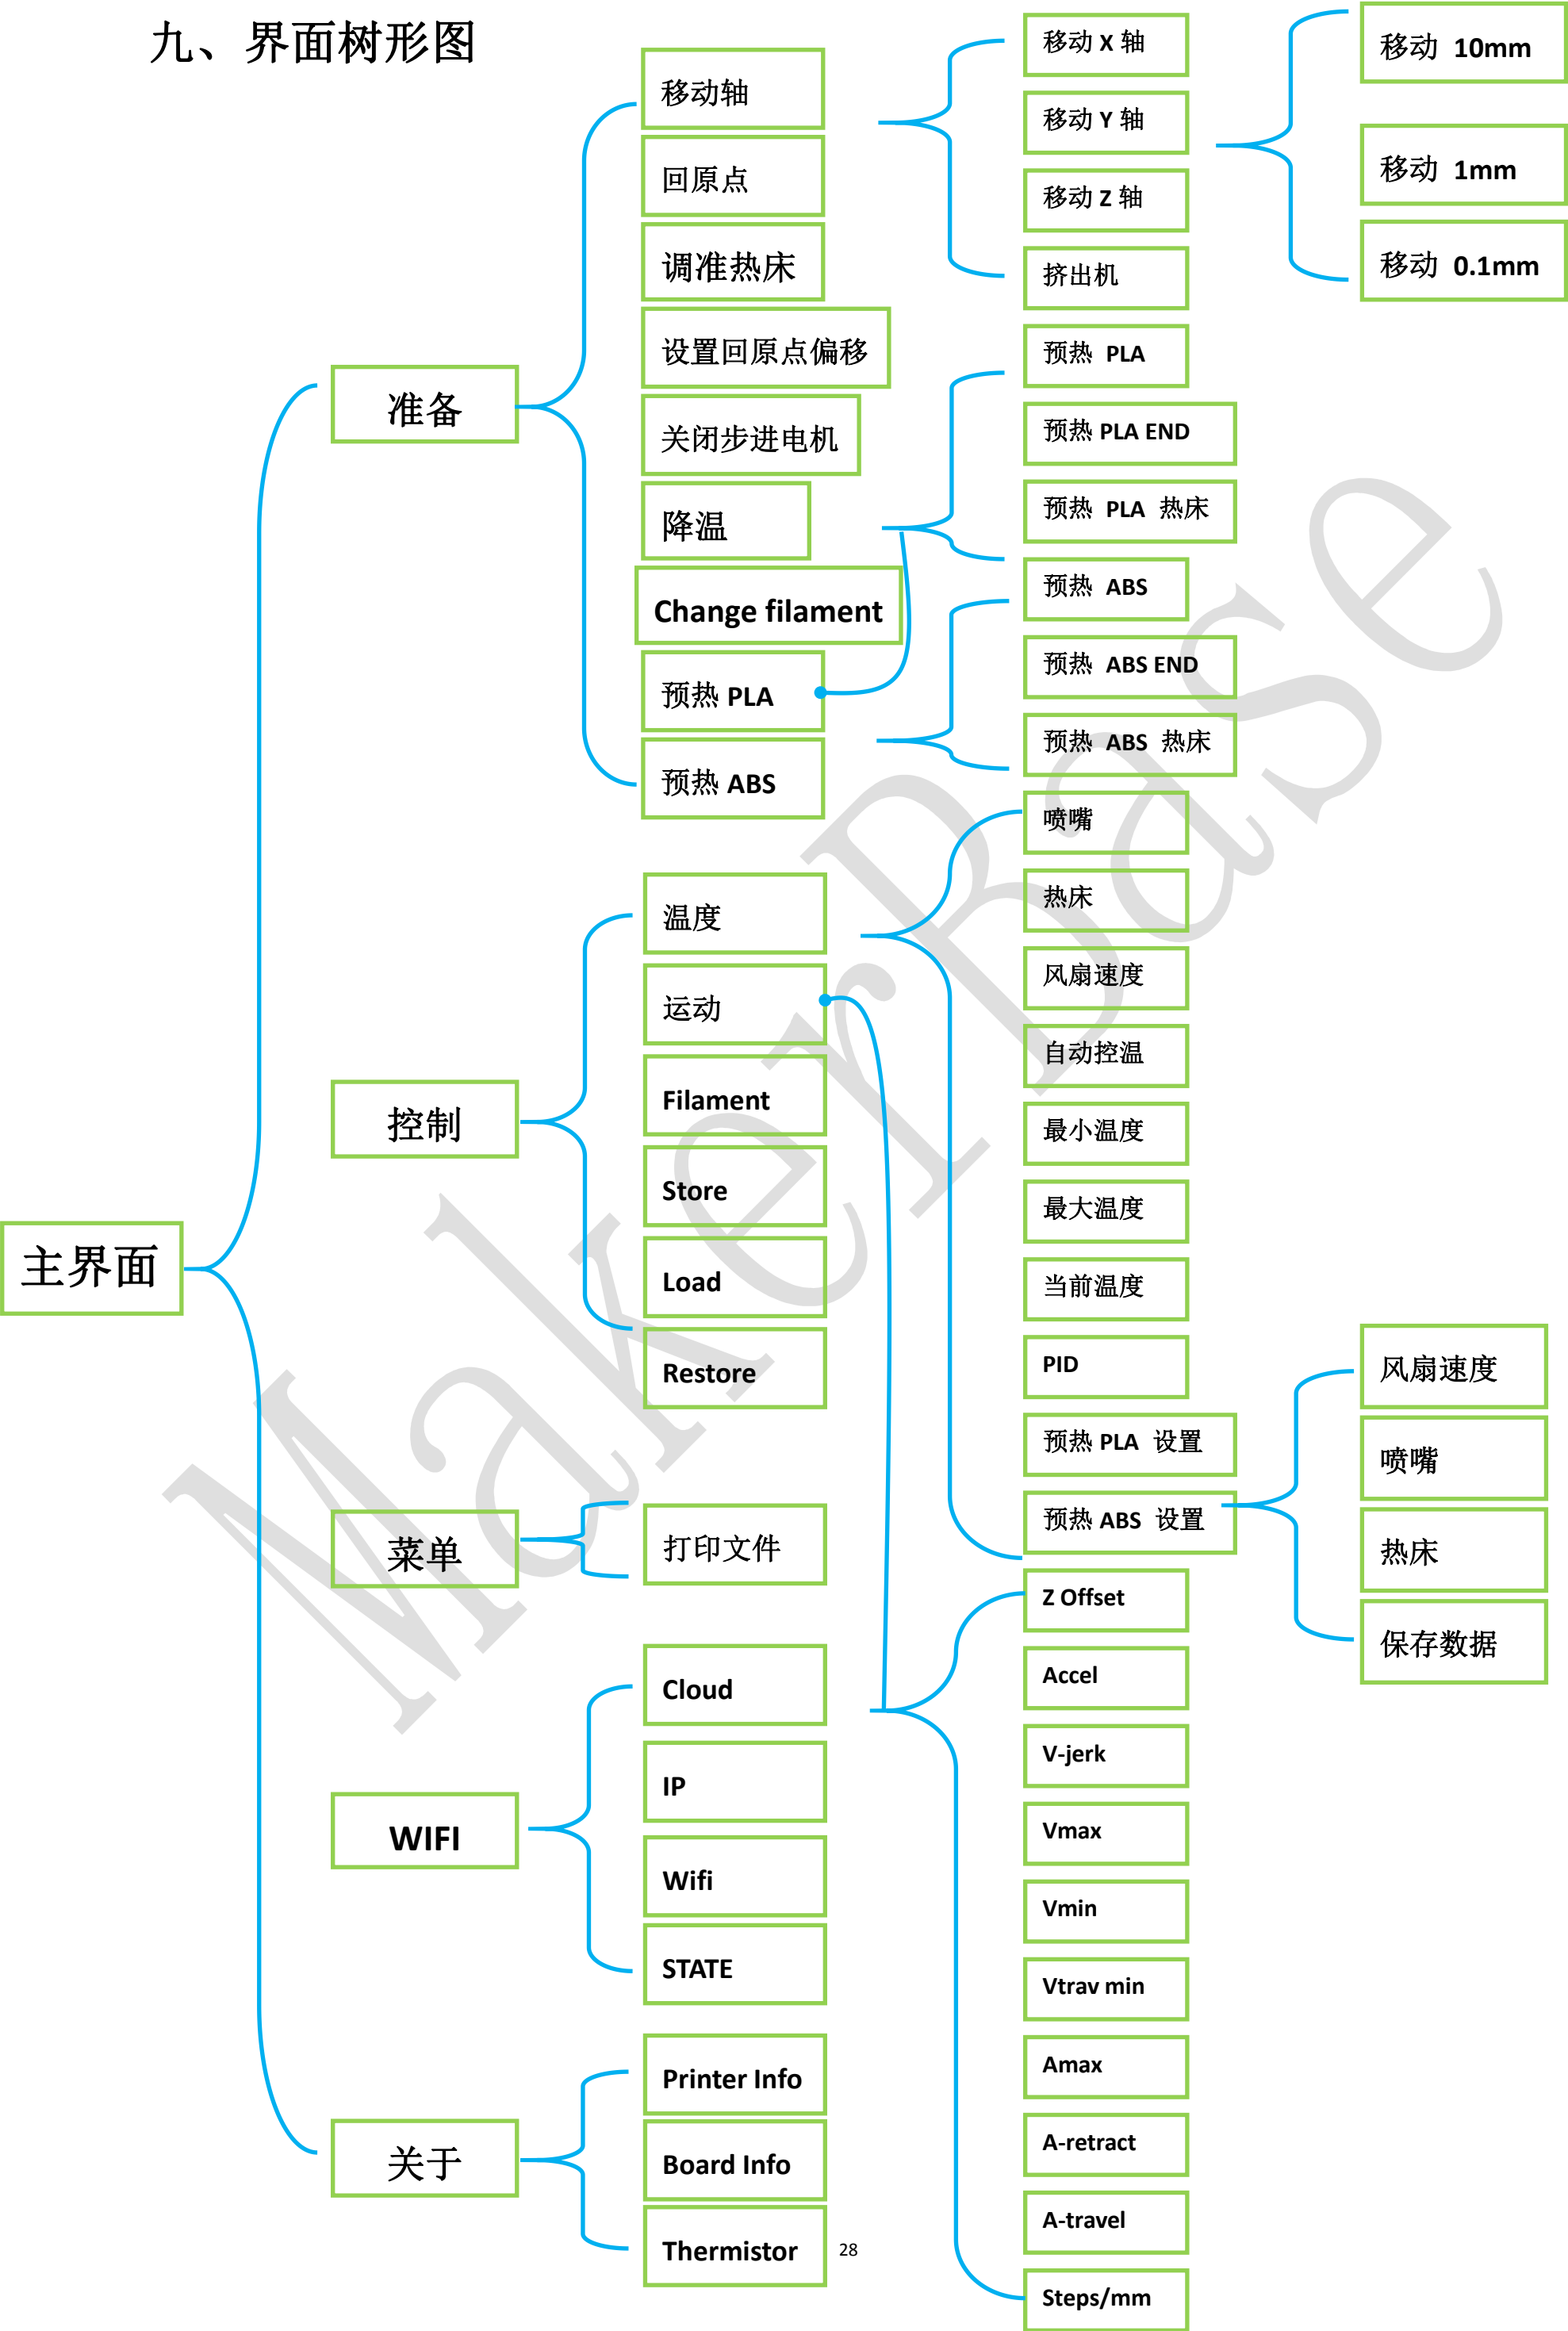 九、界面树形图
主界面
准备
控制
菜单
WIFI
关于
移动轴
回原点
调准热床
设置回原点偏移
关闭步进电机
降温
Change filament
预热 PLA
预热 ABS
温度
运动
Filament
Store
Load
Restore
打印文件
Cloud
IP
Wifi
STATE
Printer Info
Board Info
Thermistor
移动 X 轴
移动 Y 轴
移动 Z 轴
挤出机
预热 PLA
预热 PLA END
预热 PLA 热床
预热 ABS
预热 ABS END
预热 ABS 热床
喷嘴
热床
风扇速度
自动控温
最小温度
最大温度
当前温度
PID
预热 PLA 设置
预热 ABS 设置
Z Offset
Accel
V-jerk
Vmax
Vmin
Vtrav min
Amax
A-retract
A-travel
Steps/mm
移动 10mm
移动 1mm
移动 0.1mm
风扇速度
喷嘴
热床
保存数据
MakerBase
28